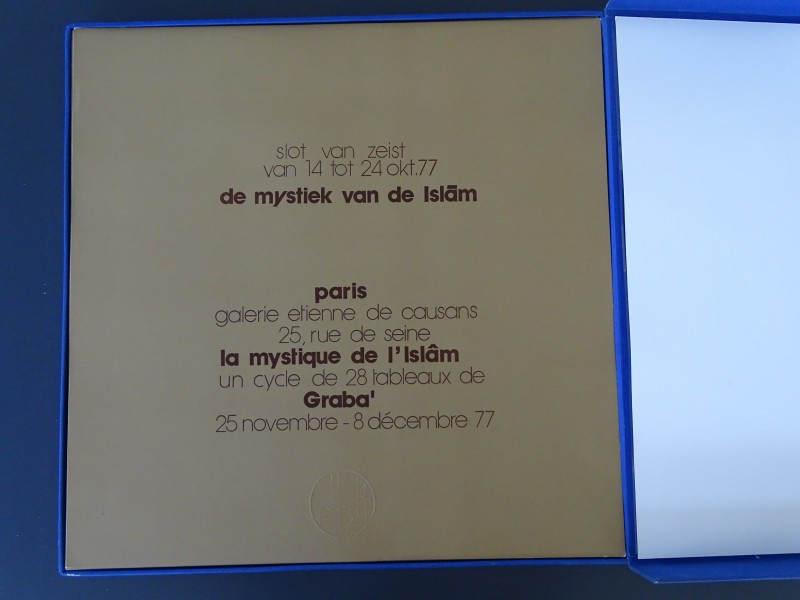 slot van zeist
van 14 tot 24 okt.77
de mystiek van de Islām
paris
galerie etienne de causans
25, rue de seine
la mystique de l'Islâm
un cycle de 28 tableaux de
Graba'
25 novembre - 8 décembre 77